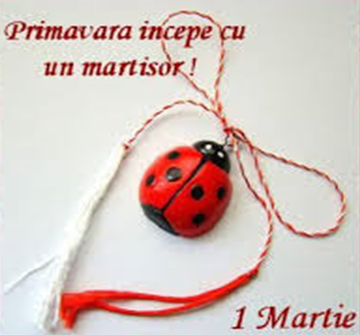 Primavara incepe cu
un martisor !
1 Martie